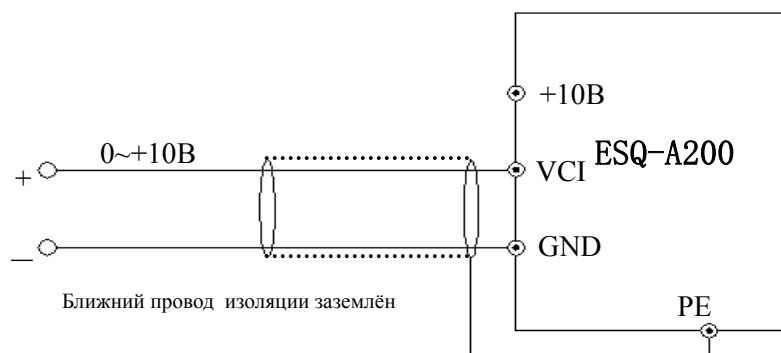 +10В
0~+10В
+ VCI ESQ-A200
− GND
Ближний провод изоляции заземлён
PE